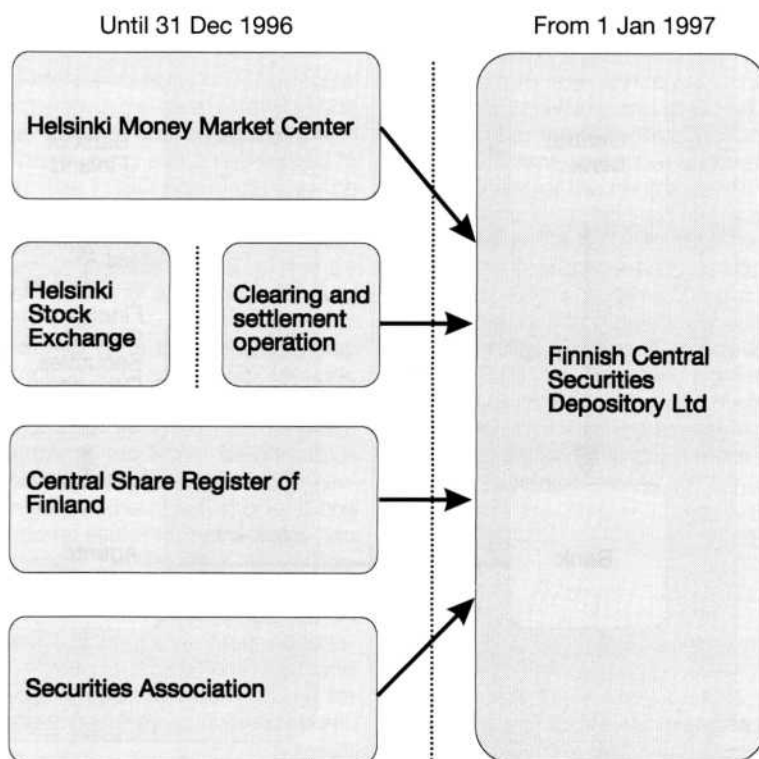 Until 31 Dec 1996
From 1 Jan 1997
Helsinki Money Market Center
Helsinki
Stock
Exchange
Clearing and
settlement
operation
Finnish Central
Securities
Depository Ltd
Central Share Register of
Finland
Securities Association